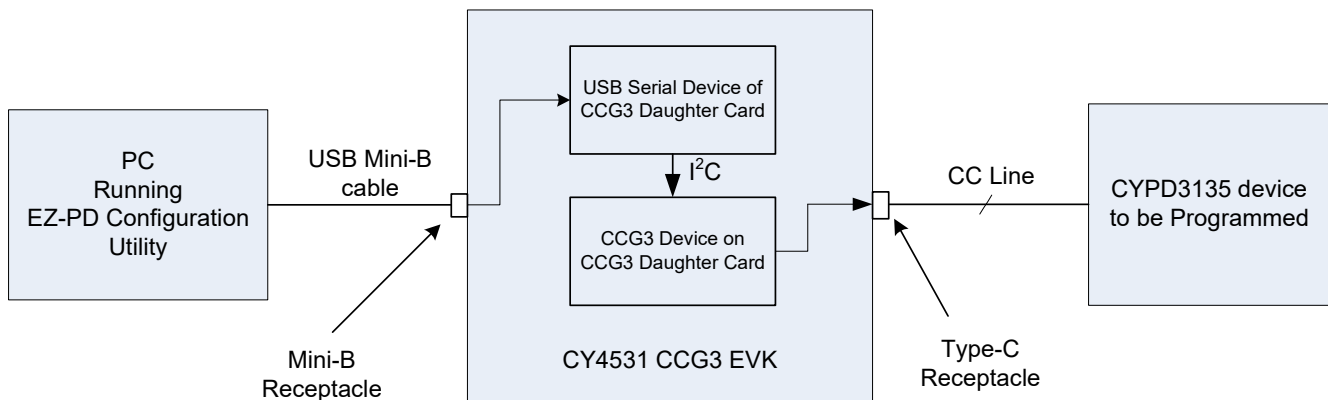 PC
Running
EZ-PD Configuration
Utility
USB Mini-B
cable
Mini-B
Receptacle
USB Serial Device of
CCG3 Daughter Card
I²C
CCG3 Device on
CCG3 Daughter Card
CY4531 CCG3 EVK
CC Line
Type-C
Receptacle
CYPD3135 device
to be Programmed